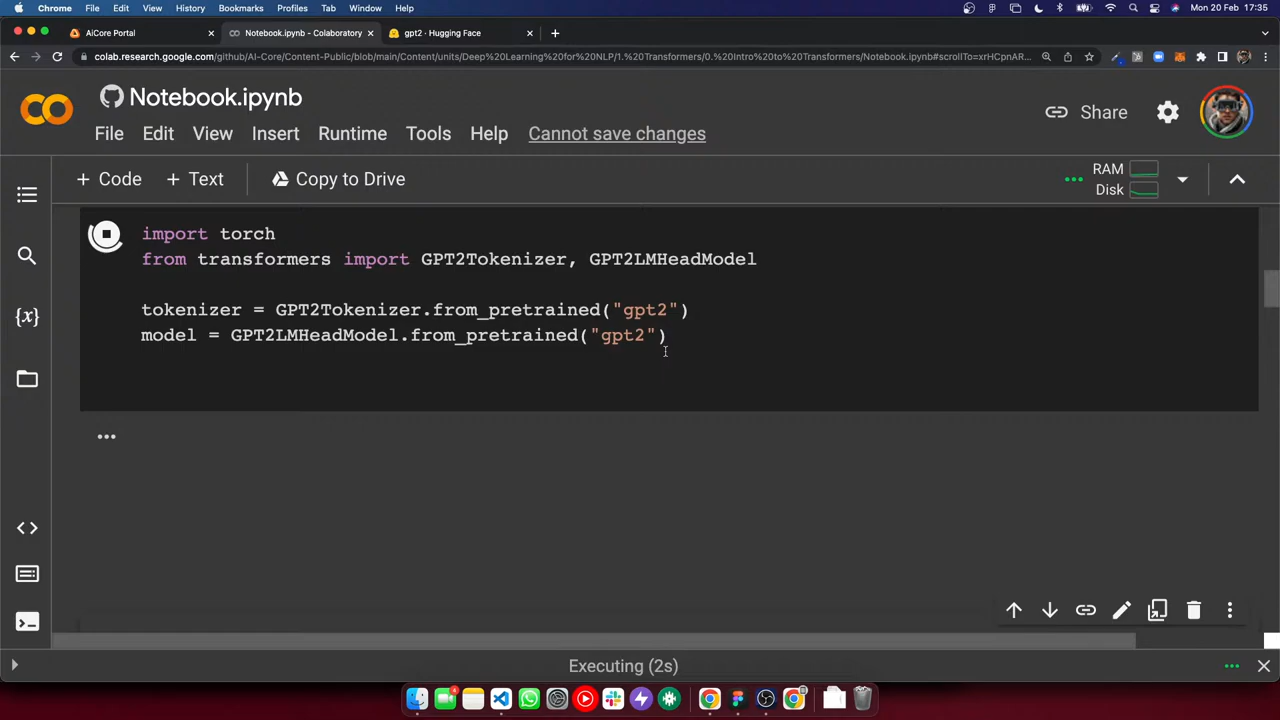 Chrome File Edit View History Bookmarks Profiles Tab Window Help Mon 20 Feb 17:35
AiCore Portal Notebook.ipynb - Colaboratory gpt2 · Hugging Face
colab.research.google.com/github/AI-Core/Content-Public/blob/main/Content/units/Deep%20Learning%20for%20NLP/1.%20Transformers/0.%20Intro%20to%20Transformers/Notebook.ipynb#scrollTo=xrHCpnAR...
Notebook.ipynb
Share
File Edit View Insert Runtime Tools Help Cannot save changes
+ Code + Text Copy to Drive
RAM
Disk
import torch
from transformers import GPT2Tokenizer, GPT2LMHeadModel
tokenizer = GPT2Tokenizer.from_pretrained("gpt2")
model = GPT2LMHeadModel.from_pretrained("gpt2")
{x}
Executing (2s)